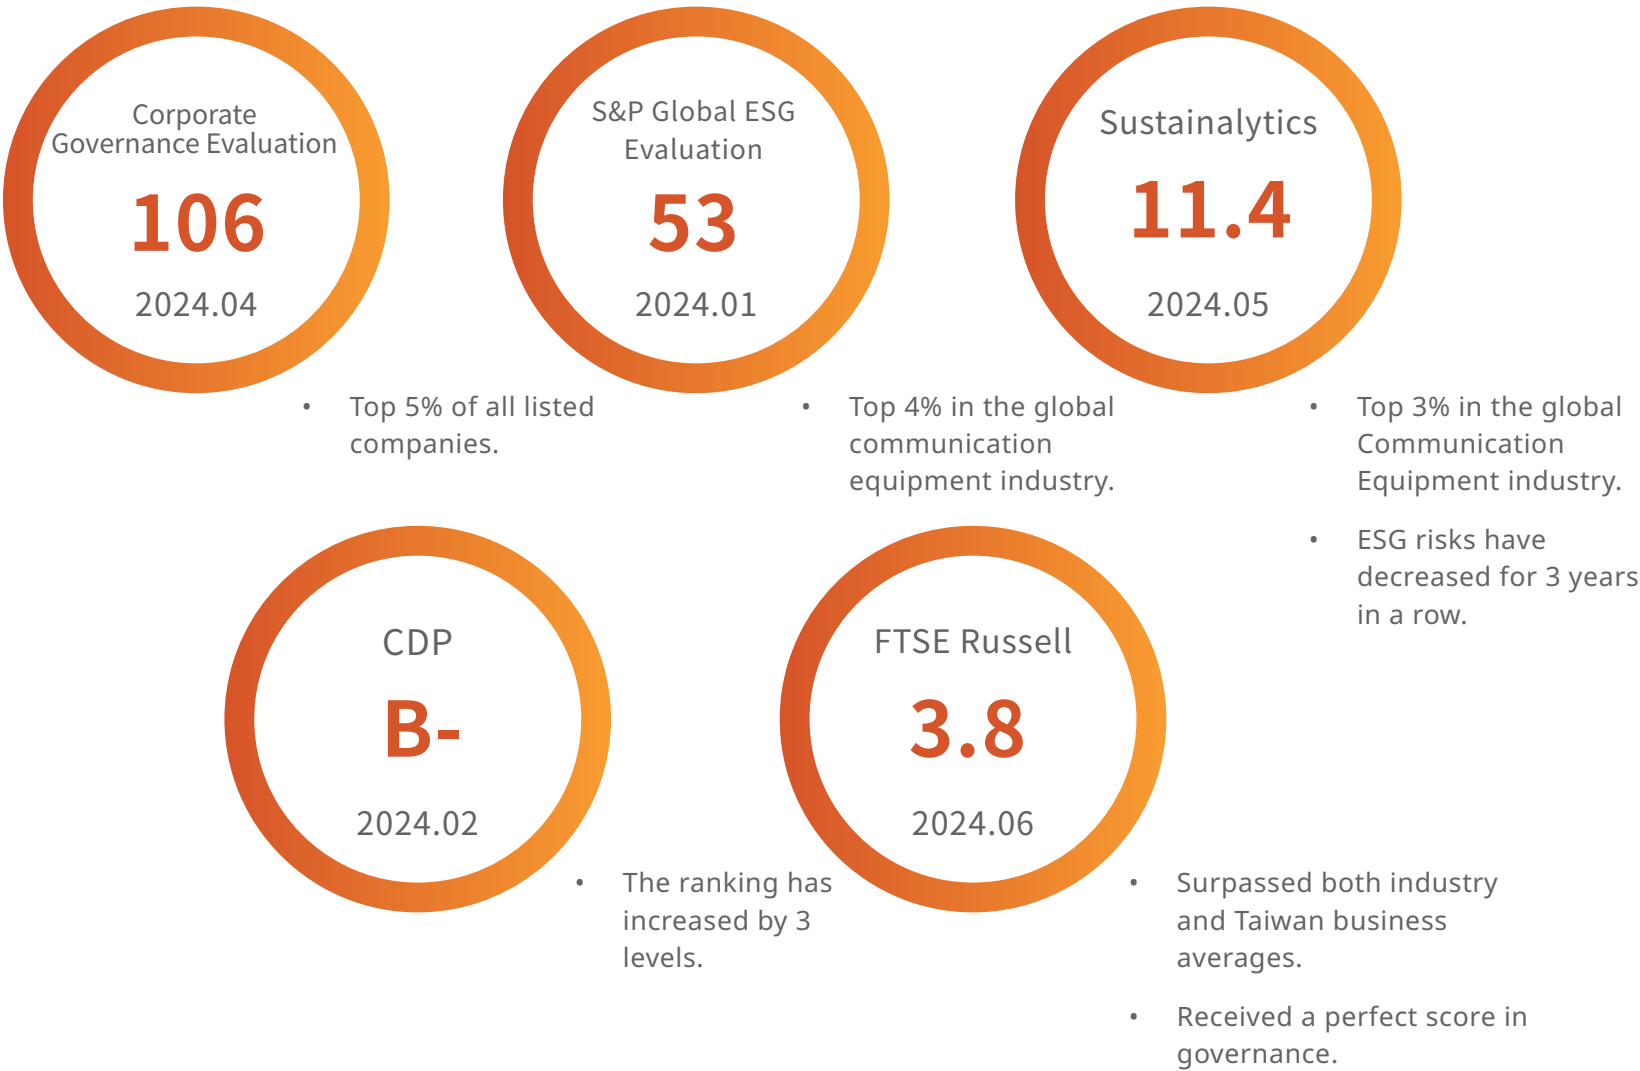 Corporate
Governance Evaluation
106
2024.04
• Top 5% of all listed
companies.
S&P Global ESG
Evaluation
53
2024.01
• Top 4% in the global
communication
equipment industry.
Sustainalytics
11.4
2024.05
• Top 3% in the global
Communication
Equipment industry.
• ESG risks have
decreased for 3 years
in a row.
CDP
B-
2024.02
• The ranking has
increased by 3
levels.
FTSE Russell
3.8
2024.06
• Surpassed both industry
and Taiwan business
averages.
• Received a perfect score in
governance.